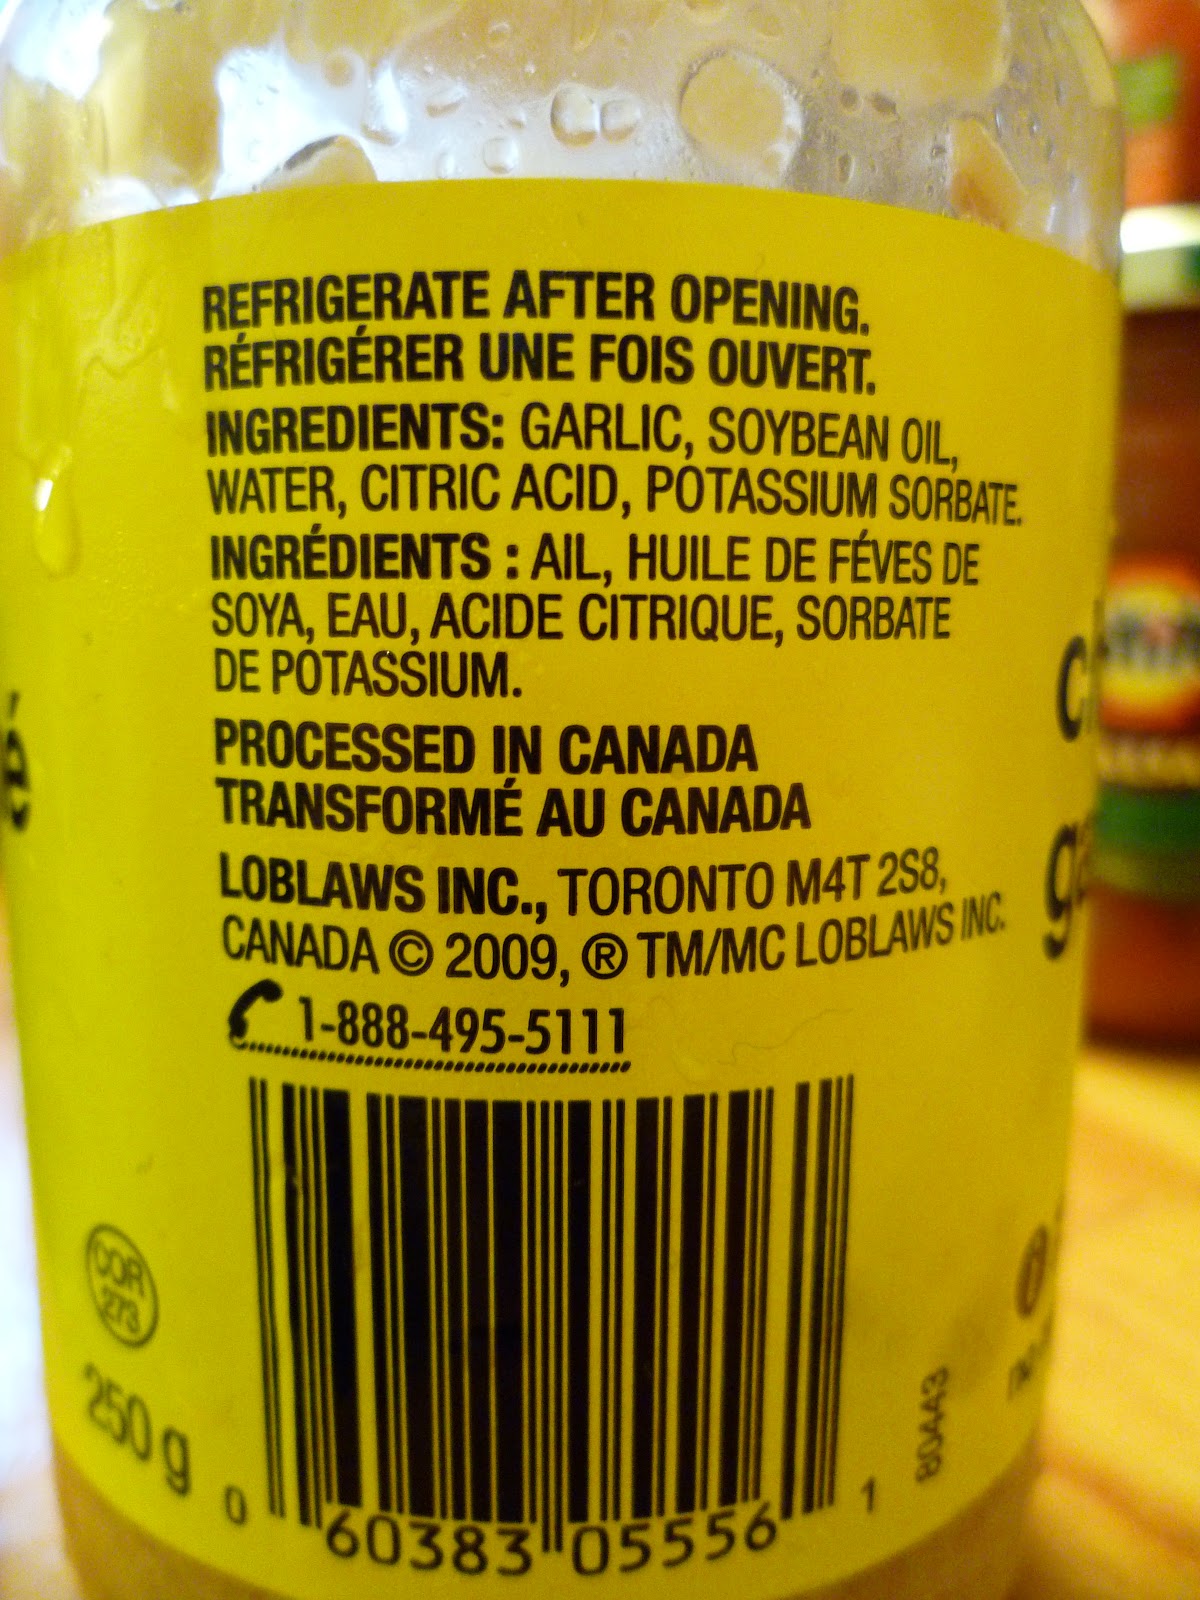 REFRIGERATE AFTER OPENING.
RÉFRIGÉRER UNE FOIS OUVERT.
INGREDIENTS: GARLIC, SOYBEAN OIL,
WATER, CITRIC ACID, POTASSIUM SORBATE.
INGRÉDIENTS : AIL, HUILE DE FÉVES DE
SOYA, EAU, ACIDE CITRIQUE, SORBATE
DE POTASSIUM.
PROCESSED IN CANADA
TRANSFORMÉ AU CANADA
LOBLAWS INC., TORONTO M4T 2S8,
CANADA © 2009, ® TM/MC LOBLAWS INC.
1-888-495-5111
COR
273
250 g
80443
0 60383 05556 1